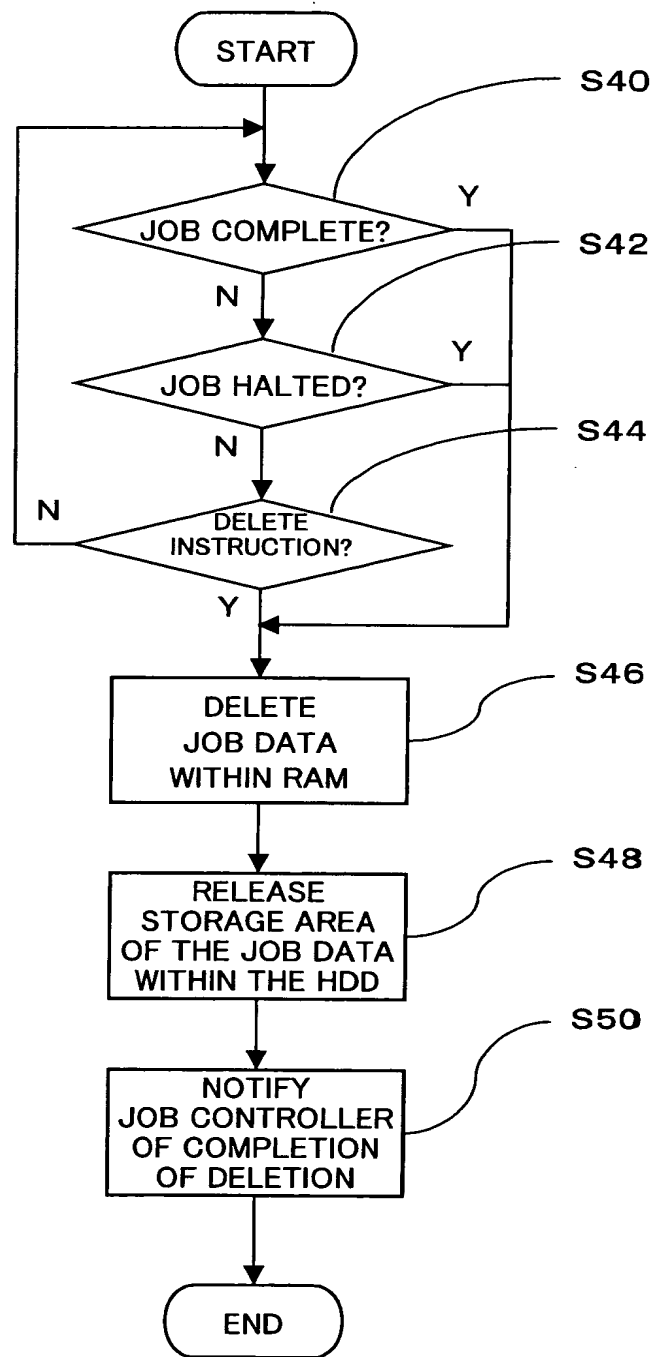 START
S40
Y
JOB COMPLETE?
S42
N
Y
JOB HALTED?
S44
N
N
DELETE
INSTRUCTION?
Y
S46
DELETE
JOB DATA
WITHIN RAM
S48
RELEASE
STORAGE AREA
OF THE JOB DATA
WITHIN THE HDD
S50
NOTIFY
JOB CONTROLLER
OF COMPLETION
OF DELETION
END